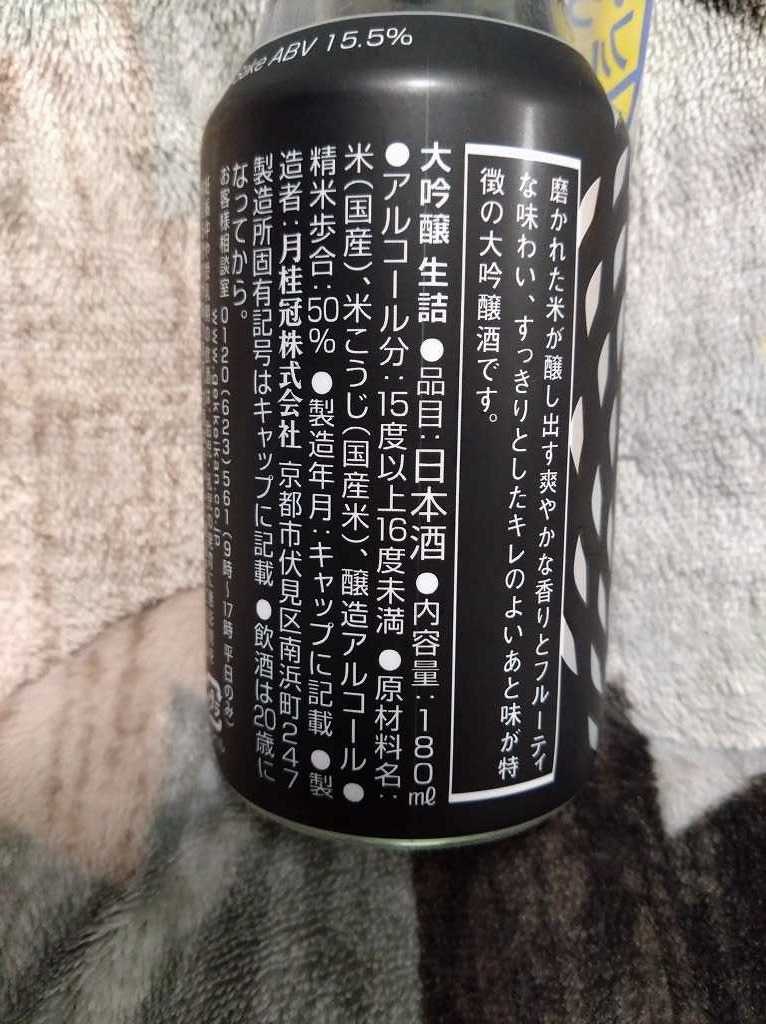 sake ABV 15.5%
磨かれた米が醸し出す爽やかな香りとフルーティ
な味わい、すっきりとしたキレのよいあと味が特
徴の大吟醸酒です。
大吟醸 生詰 ●品目:日本酒 ●内容量:180㎖
●アルコール分:15度以上16度未満 ●原材料名:
米(国産)、米こうじ(国産米)、醸造アルコール ●
精米歩合:50% ●製造年月:キャップに記載 ●製
造者:月桂冠株式会社 京都市伏見区南浜町247
製造所固有記号はキャップに記載 ●飲酒は20歳に
なってから。
お客様相談室 0120(623)561(9時〜17時 平日のみ)
www.gekkeikan.co.jp